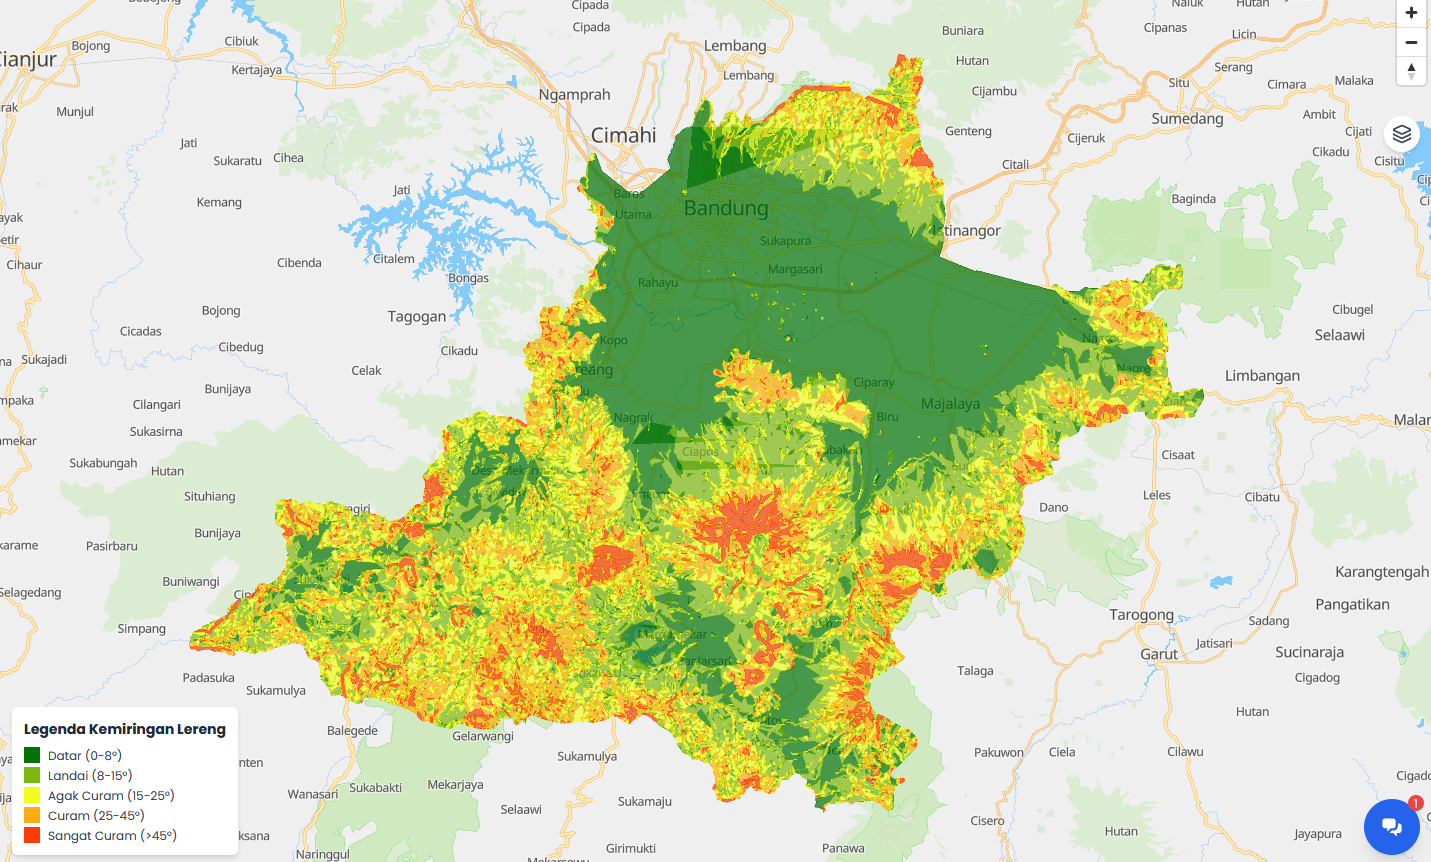 Cipada
Naluk
Hutan
Cipada
Buniara
Cipanas
Licin
Cibiuk
Bojong
Lembang
Cianjur
Hutan
Serang
Kertajaya
Lembang
Situ
Cimara
Malaka
Ngamprah
Cijambu
Munjul
Sumedang
Ambit
Genteng
Cijati
Cimahi
Cijeruk
Jati
Cikadu
Sukaratu
Cihea
Citali
Cisitu
Jati
Baros
Kemang
Baginda
Bandung
Utama
Istinangor
Sukapura
Cihaur
Cibenda
Citalem
Margasari
Bongas
Rahayu
Bojong
Tagogan
Cibugel
Cicadas
Selaawi
Kopo
Cibedug
Cikadu
Sukajadi
Celak
Limbangan
Ciparay
Bunijaya
Cilangari
Majalaya
Nagrak
Biru
Sukasirna
Ciapus
Cisaat
Sukabungah
Hutan
Situhiang
Leles
Cibatu
Dano
Bunijaya
Pasirbaru
Buniwangi
Karangtengah
Selagedang
Pangatikan
Tarogong
Sadang
Simpang
Jatisari
Garut
Sucinaraja
Talaga
Padasuka
Cigadog
Sukamulya
Hutan
Balegede
Gelarwangi
Sukamulya
Pakuwon
Ciela
Cilawu
Wanasari
Sukabakti
Mekarjaya
Selaawi
Sukamaju
Cisero
Hutan
Jayapura
Naringgul
Girimukti
Panawa
Legenda Kemiringan Lereng
Datar (0-8°)
Landai (8-15°)
Agak Curam (15-25°)
Curam (25-45°)
Sangat Curam (>45°)
1